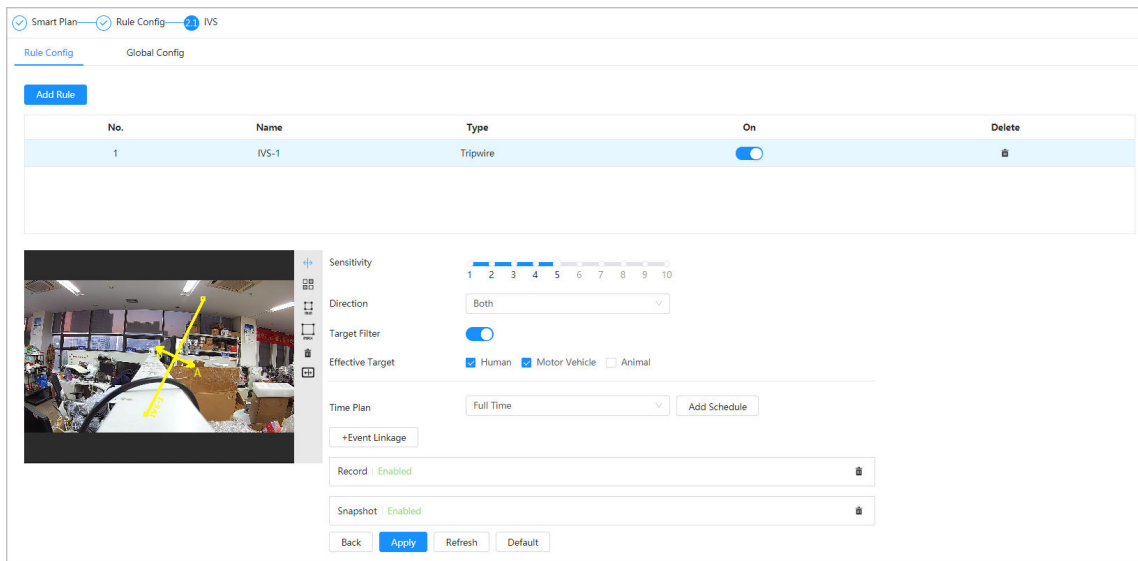 Smart Plan Rule Config 2.1 IVS
Rule Config Global Config
Add Rule
No. Name Type On Delete
1 IVS-1 Tripwire
Sensitivity
1 2 3 4 5 6 7 8 9 10
Direction Both
Target Filter
Effective Target Human Motor Vehicle Animal
A
IVS-1
Time Plan Full Time Add Schedule
+Event Linkage
Record Enabled
Snapshot Enabled
Back Apply Refresh Default